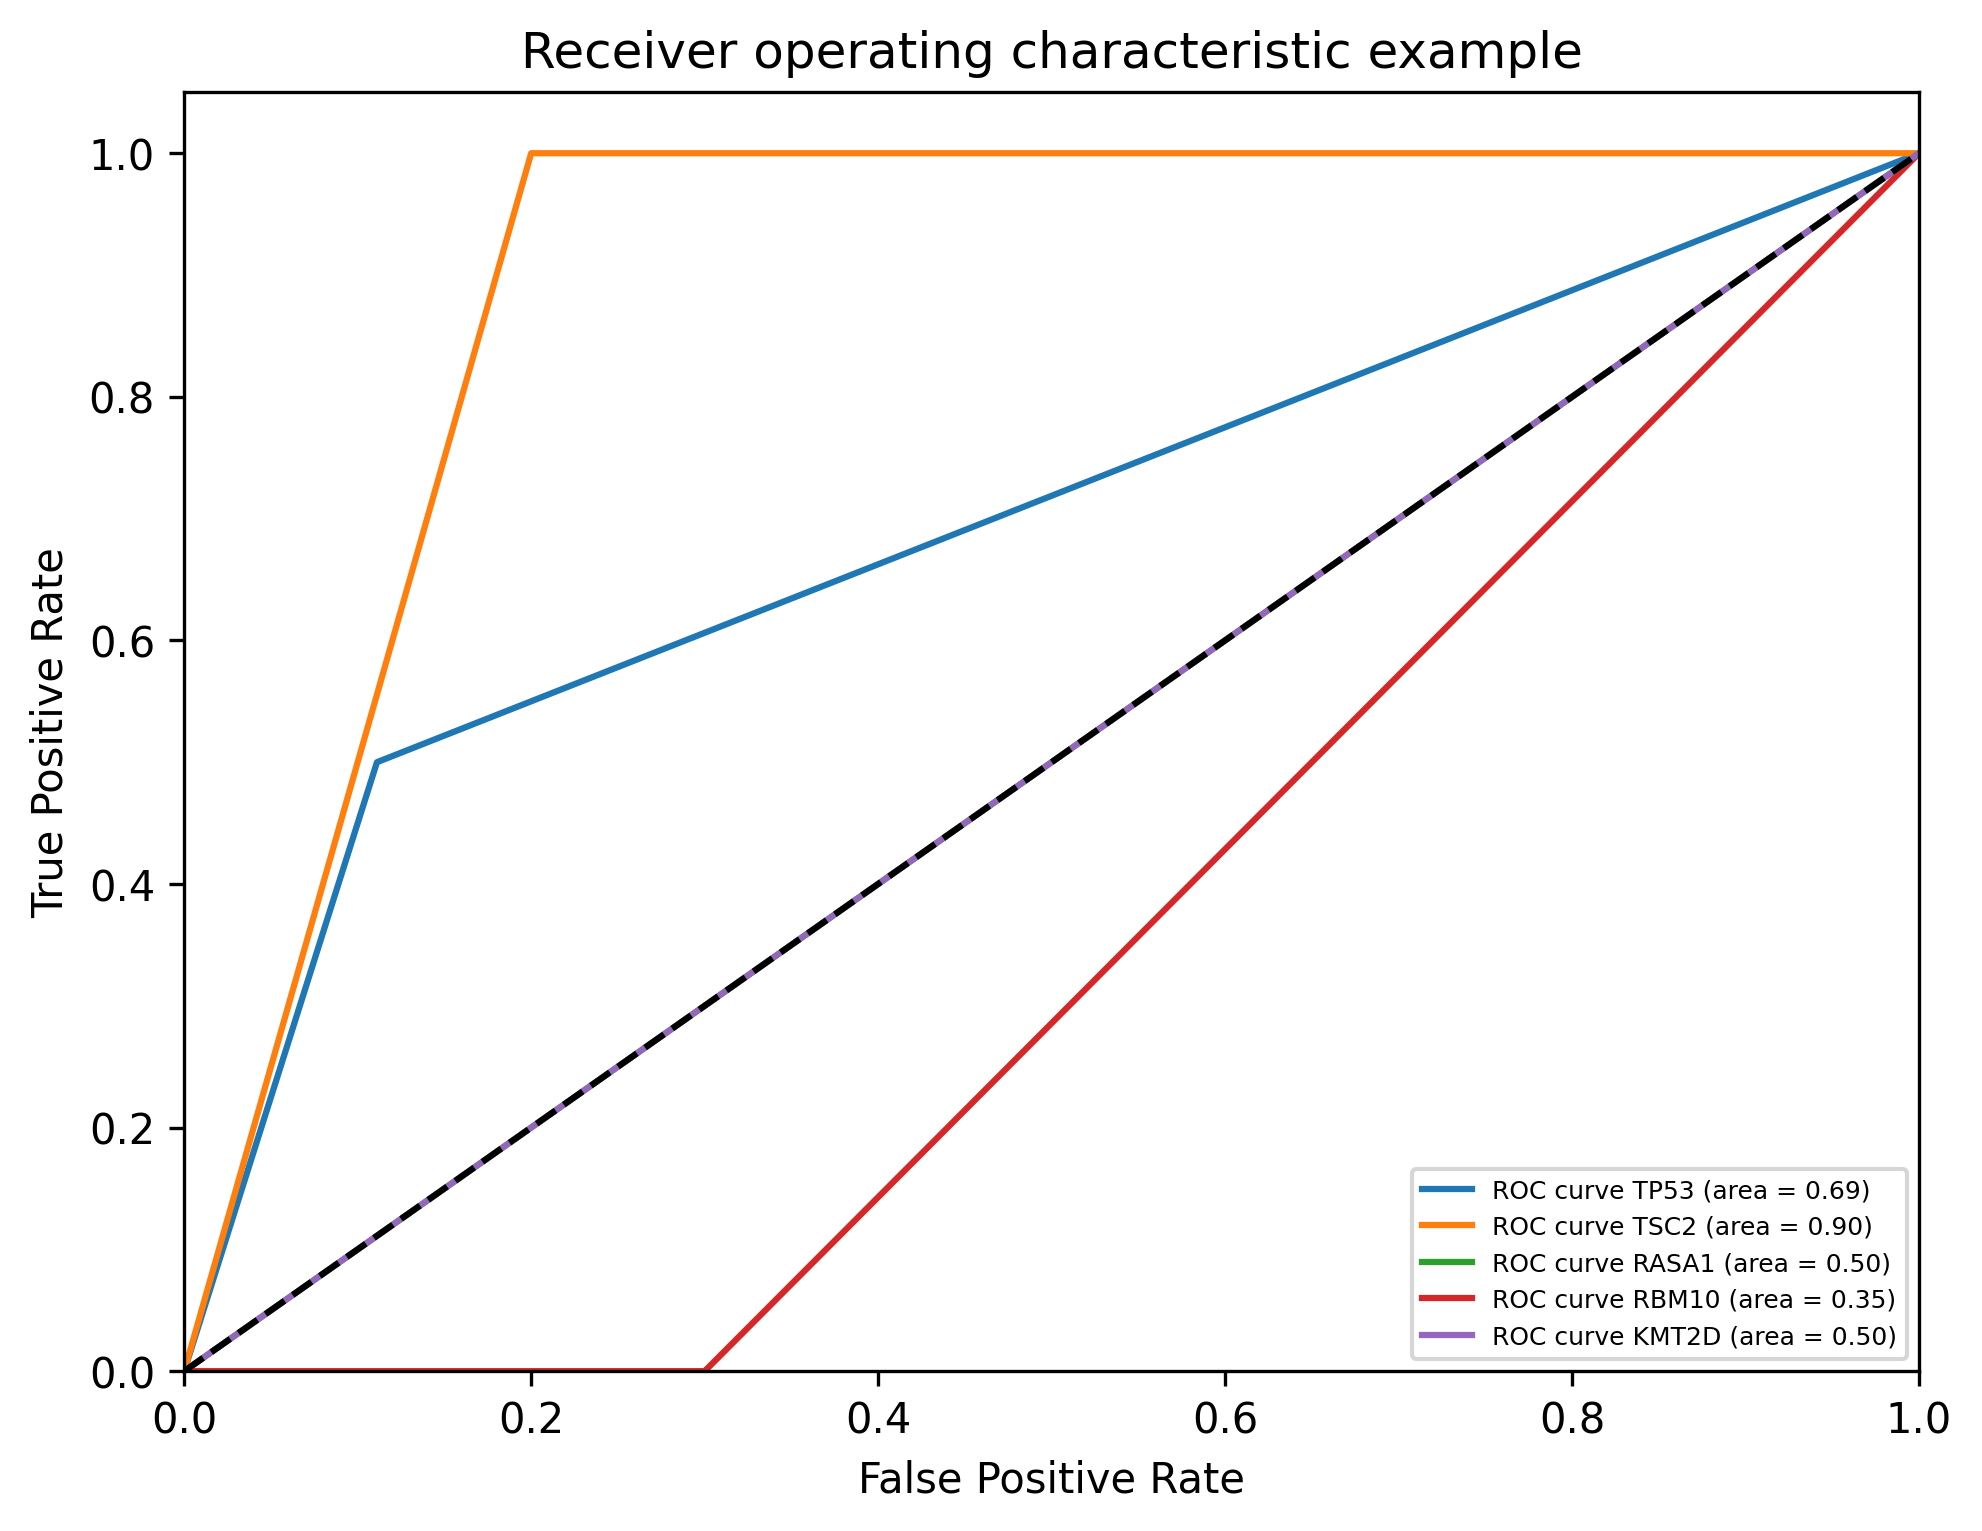 Receiver operating characteristic example
1.0
0.8
0.6
0.4
0.2
0.0
True Positive Rate
0.0 0.2 0.4 0.6 0.8 1.0
False Positive Rate
ROC curve TP53 (area = 0.69)
ROC curve TSC2 (area = 0.90)
ROC curve RASA1 (area = 0.50)
ROC curve RBM10 (area = 0.35)
ROC curve KMT2D (area = 0.50)